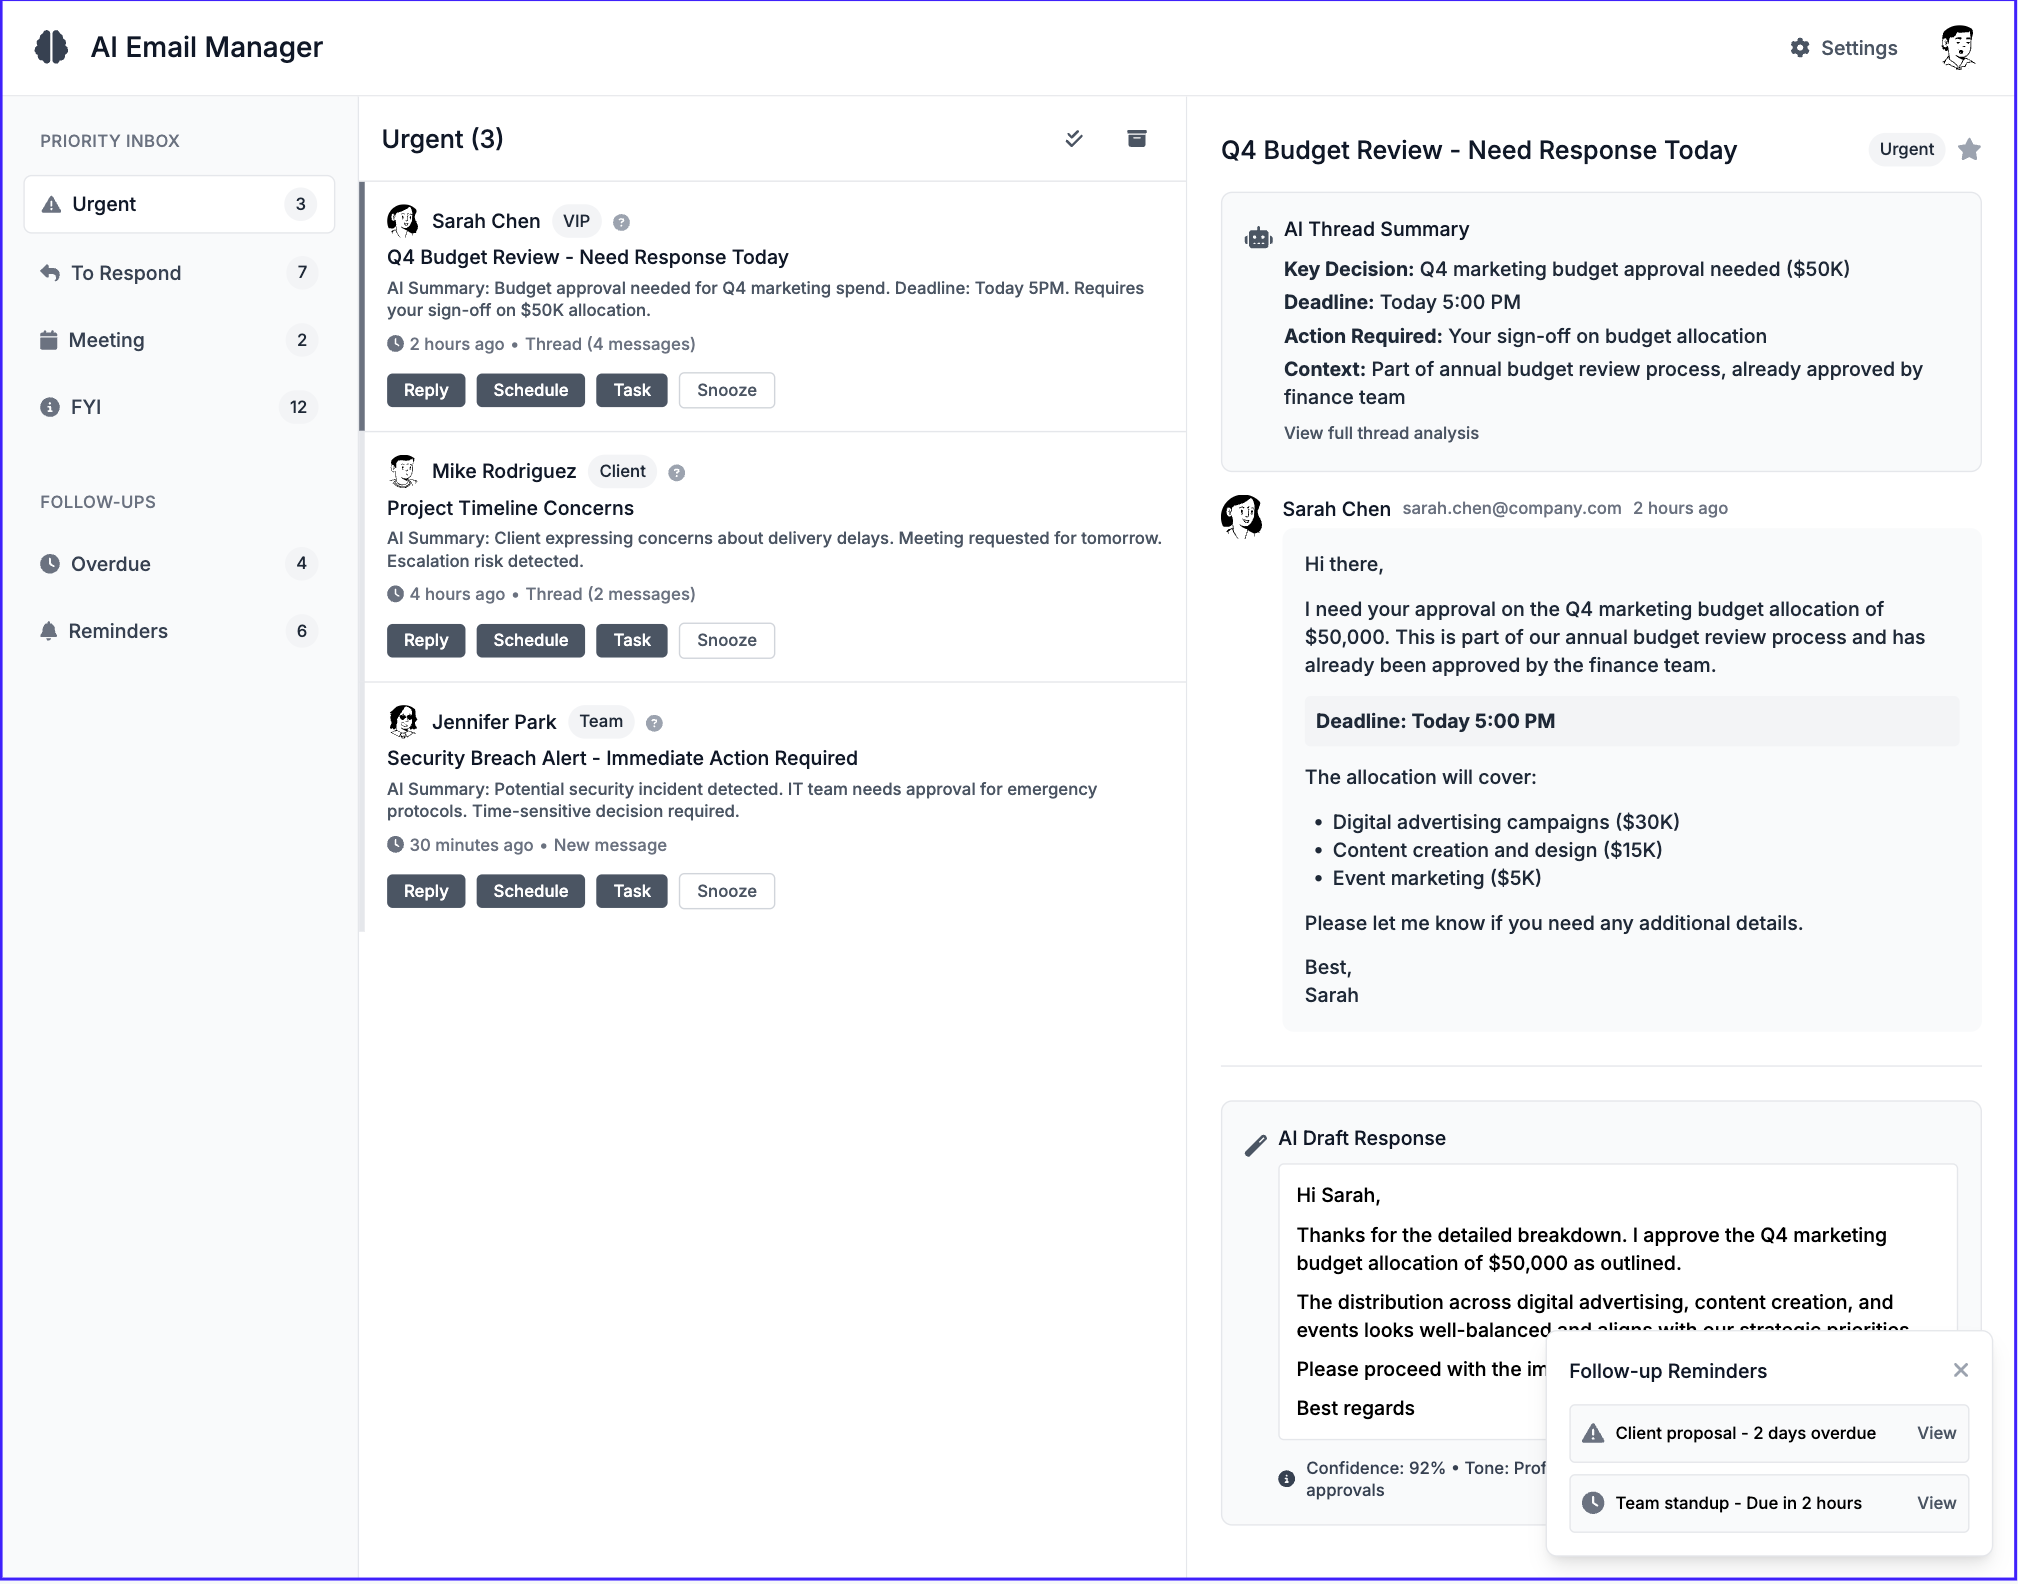 AI Email Manager
Settings
PRIORITY INBOX
Urgent 3
To Respond 7
Meeting 2
FYI 12
FOLLOW-UPS
Overdue 4
Reminders 6
Urgent (3)
Sarah Chen VIP ?
Q4 Budget Review - Need Response Today
AI Summary: Budget approval needed for Q4 marketing spend. Deadline: Today 5PM. Requires
your sign-off on $50K allocation.
2 hours ago • Thread (4 messages)
Reply Schedule Task Snooze
Mike Rodriguez Client ?
Project Timeline Concerns
AI Summary: Client expressing concerns about delivery delays. Meeting requested for tomorrow.
Escalation risk detected.
4 hours ago • Thread (2 messages)
Reply Schedule Task Snooze
Jennifer Park Team ?
Security Breach Alert - Immediate Action Required
AI Summary: Potential security incident detected. IT team needs approval for emergency
protocols. Time-sensitive decision required.
30 minutes ago • New message
Reply Schedule Task Snooze
Q4 Budget Review - Need Response Today Urgent
AI Thread Summary
Key Decision: Q4 marketing budget approval needed ($50K)
Deadline: Today 5:00 PM
Action Required: Your sign-off on budget allocation
Context: Part of annual budget review process, already approved by
finance team
View full thread analysis
Sarah Chen sarah.chen@company.com 2 hours ago
Hi there,
I need your approval on the Q4 marketing budget allocation of
$50,000. This is part of our annual budget review process and has
already been approved by the finance team.
Deadline: Today 5:00 PM
The allocation will cover:
• Digital advertising campaigns ($30K)
• Content creation and design ($15K)
• Event marketing ($5K)
Please let me know if you need any additional details.
Best,
Sarah
AI Draft Response
Hi Sarah,
Thanks for the detailed breakdown. I approve the Q4 marketing
budget allocation of $50,000 as outlined.
The distribution across digital advertising, content creation, and
events looks well-balanced and aligns with our strategic priorities
Please proceed with the
Best regards
Confidence: 92% • Tone:
approvals
Follow-up Reminders
Client proposal - 2 days overdue View
Team standup - Due in 2 hours View